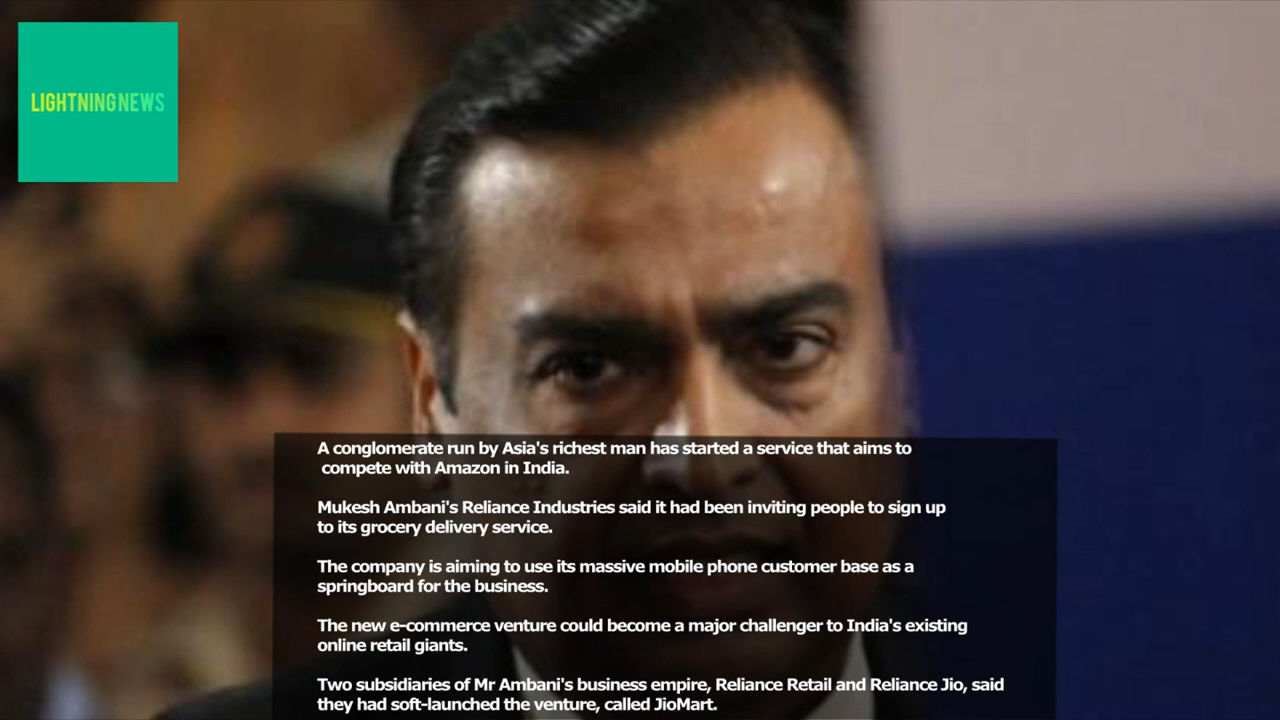 LIGHTNINGNEWS
A conglomerate run by Asia's richest man has started a service that aims to
compete with Amazon in India.
Mukesh Ambani's Reliance Industries said it had been inviting people to sign up
to its grocery delivery service.
The company is aiming to use its massive mobile phone customer base as a
springboard for the business.
The new e-commerce venture could become a major challenger to India's existing
online retail giants.
Two subsidiaries of Mr Ambani's business empire, Reliance Retail and Reliance Jio, said
they had soft-launched the venture, called JioMart.